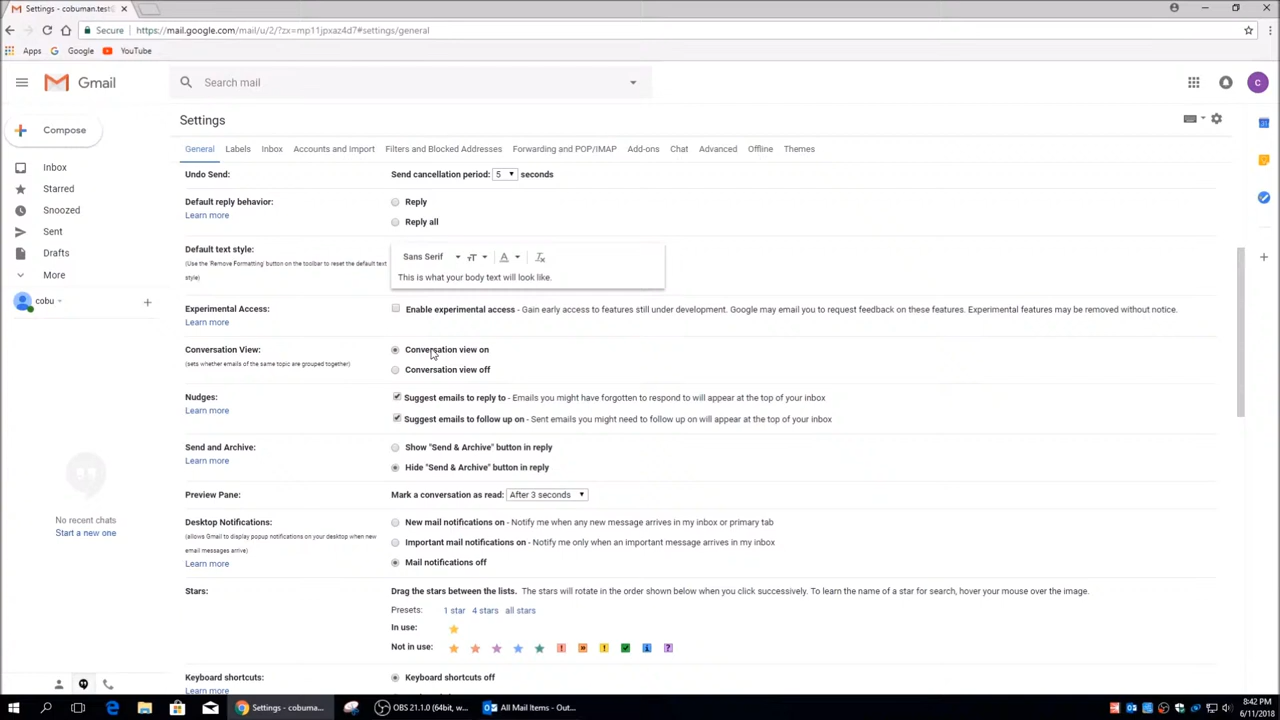 Settings - cobuman.test@
Secure
https://mail.google.com/mail/u/2/?zx=mp11jpxaz4d7#settings/general
Apps
Google
YouTube
Gmail
Search mail
C
Compose
Inbox
Starred
Snoozed
Sent
Drafts
More
cobu
No recent chats
Start a new one
Settings
General
Labels
Inbox
Accounts and Import
Filters and Blocked Addresses
Forwarding and POP/IMAP
Add-ons
Chat
Advanced
Offline
Themes
Undo Send:
Send cancellation period: 5 seconds
Default reply behavior:
Learn more
Reply
Reply all
Default text style:
(Use the 'Remove Formatting' button on the toolbar to reset the default text
style)
Sans Serif
This is what your body text will look like.
Experimental Access:
Learn more
Enable experimental access - Gain early access to features still under development. Google may email you to request feedback on these features. Experimental features may be removed without notice.
Conversation View:
(sets whether emails of the same topic are grouped together)
Conversation view on
Conversation view off
Nudges:
Learn more
Suggest emails to reply to - Emails you might have forgotten to respond to will appear at the top of your inbox
Suggest emails to follow up on - Sent emails you might need to follow up on will appear at the top of your inbox
Send and Archive:
Learn more
Show "Send & Archive" button in reply
Hide "Send & Archive" button in reply
Preview Pane:
Mark a conversation as read: After 3 seconds
Desktop Notifications:
(allows Gmail to display popup notifications on your desktop when new
email messages arrive)
Learn more
New mail notifications on - Notify me when any new message arrives in my inbox or primary tab
Important mail notifications on - Notify me only when an important message arrives in my inbox
Mail notifications off
Stars:
Drag the stars between the lists. The stars will rotate in the order shown below when you click successively. To learn the name of a star for search, hover your mouse over the image.
Presets: 1 star 4 stars all stars
In use:
Not in use:
Keyboard shortcuts:
Learn more
Keyboard shortcuts off
Settings - cobuman...
OBS 21.1.0 (64bit, w...
All Mail Items - Out...
8:42 PM
6/11/2018